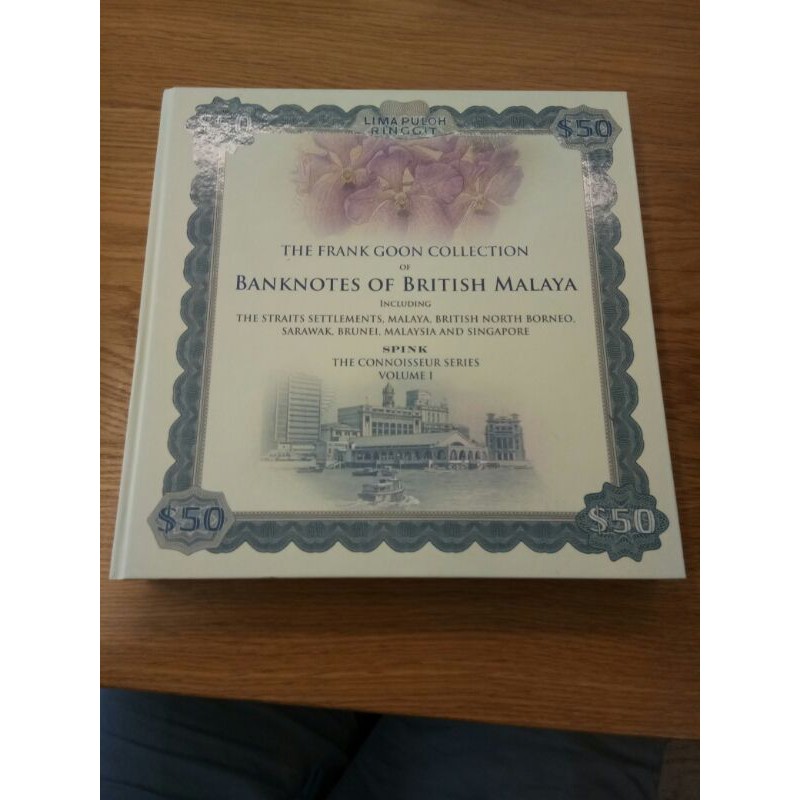 $50
LIMA PULOH
RINGGIT
$50
THE FRANK GOON COLLECTION
OF
BANKNOTES OF BRITISH MALAYA
INCLUDING
THE STRAITS SETTLEMENTS, MALAYA, BRITISH NORTH BORNEO,
SARAWAK, BRUNEI, MALAYSIA AND SINGAPORE
SPINK
THE CONNOISSEUR SERIES
VOLUME I
$50
$50